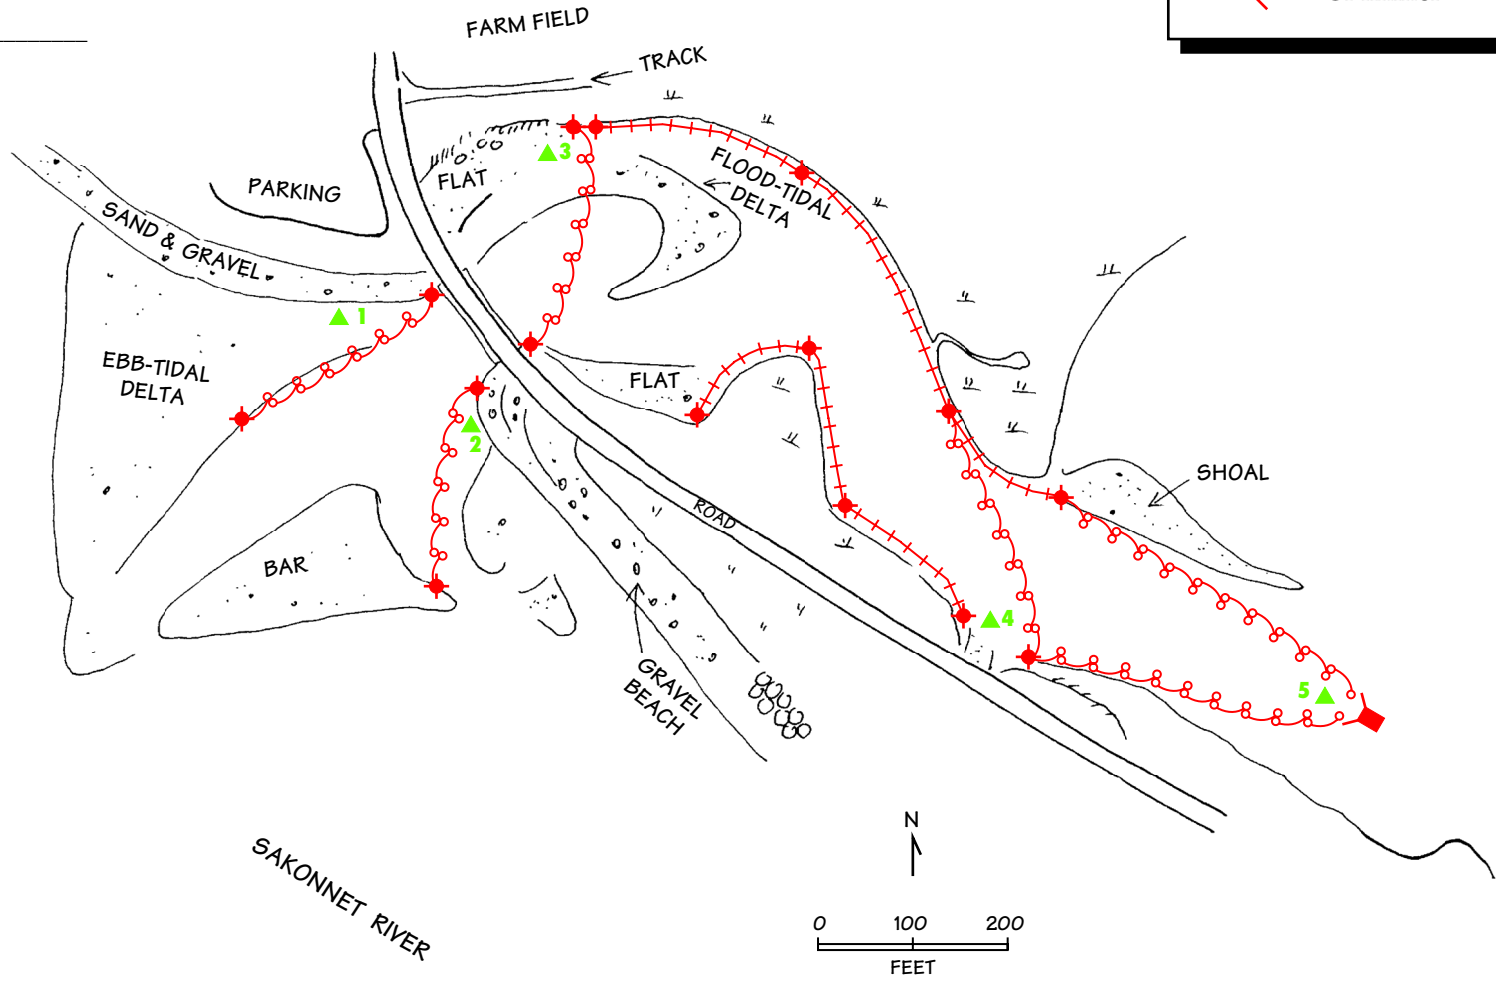 FARM FIELD
TRACK
3
FLAT
FLOOD-TIDAL
DELTA
PARKING
SAND & GRAVEL
1
EBB-TIDAL
DELTA
FLAT
2
SHOAL
ROAD
BAR
4
GRAVEL
BEACH
5
N
SAKONNET RIVER
0 100 200
FEET